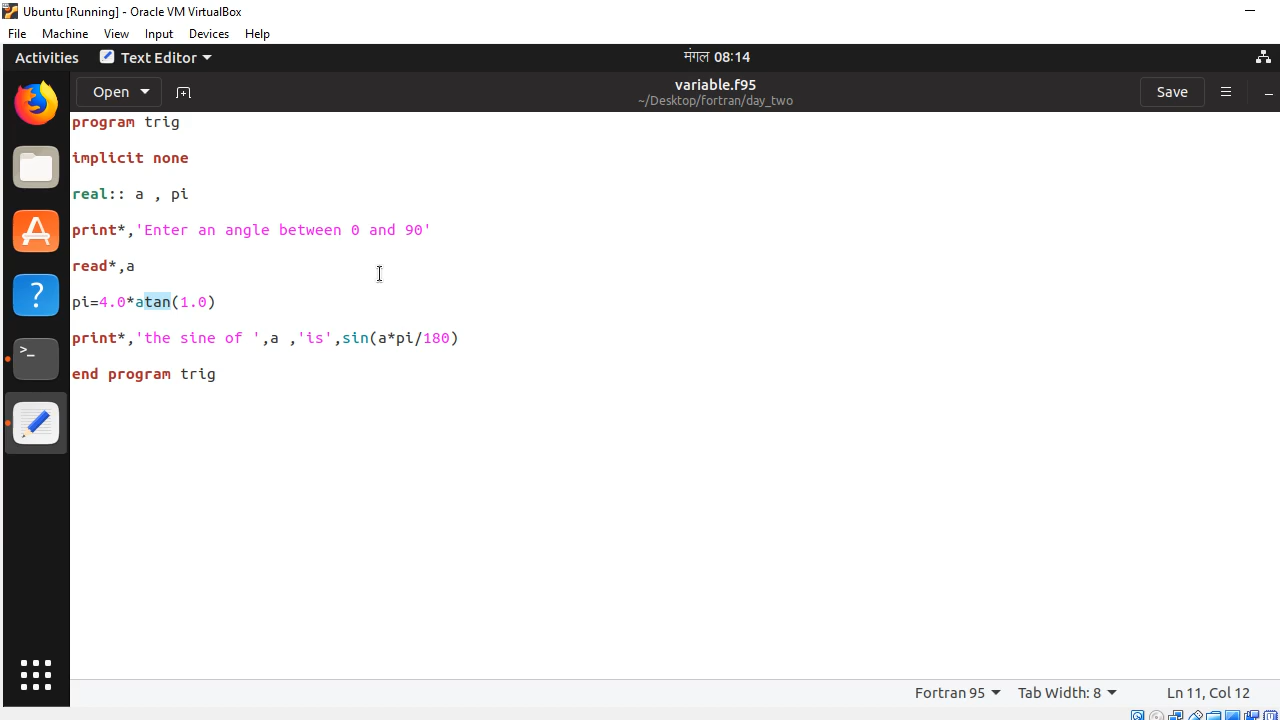 Ubuntu [Running] - Oracle VM VirtualBox
File Machine View Input Devices Help
Activities Text Editor मंगल 08:14
Open variable.f95 Save
~/Desktop/fortran/day_two
program trig
implicit none
real:: a , pi
print*,'Enter an angle between 0 and 90'
read*,a
pi=4.0*atan(1.0)
print*,'the sine of ',a ,'is',sin(a*pi/180)
end program trig
Fortran 95 Tab Width: 8 Ln 11, Col 12